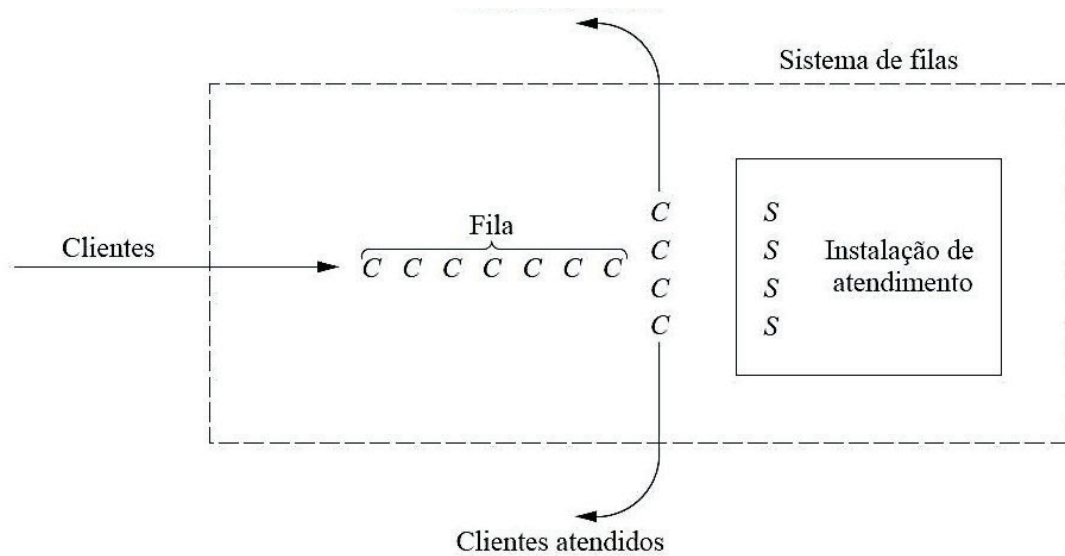 Sistema de filas
Clientes
Fila
C C C C C C C
C
C
C
C
S
S
S
S
Instalação de
atendimento
Clientes atendidos